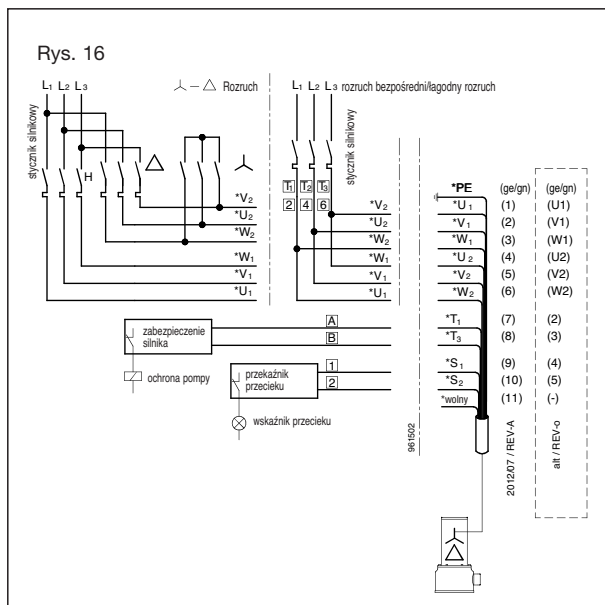 Rys. 16
L1 L2 L3
⅄ – △ Rozruch
L1 L2 L3 rozruch bezpośredni/łagodny rozruch
stycznik silnikowy
H
△
⅄
stycznik silnikowy
T1 T2 T3
2 4 6
*V2
*U2
*W2
*W1
*V1
*U1
*V2
*U2
*W2
*W1
*V1
*U1
*PE (ge/gn) (ge/gn)
*U1 (1) (U1)
*V1 (2) (V1)
*W1 (3) (W1)
*U2 (4) (U2)
*V2 (5) (V2)
*W2 (6) (W2)
*T1 (7) (2)
*T3 (8) (3)
*S1 (9) (4)
*S2 (10) (5)
*wolny (11) (-)
zabezpieczenie
silnika
A
B
ochrona pompy
przekaźnik
przecieku
1
2
wskaźnik przecieku
961502
2012/07 / REV-A
alt / REV-o
⅄
△